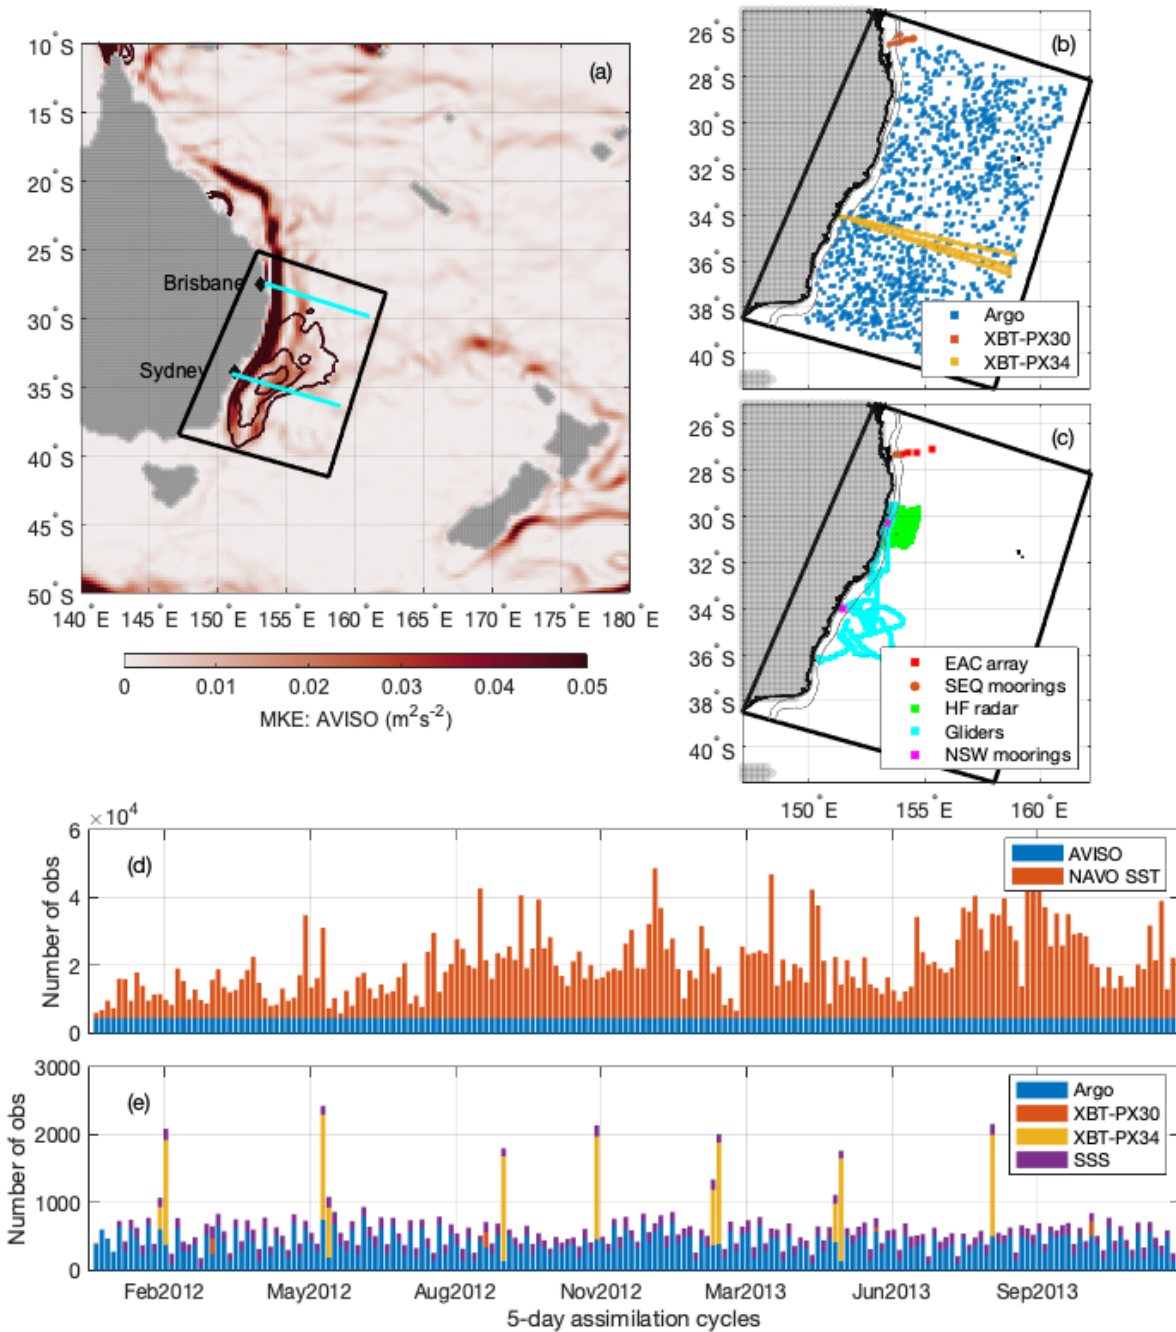 (a)
10°S
15°S
20°S
25°S
30°S
35°S
40°S
45°S
50°S
Brisbane
Sydney
140°E 145°E 150°E 155°E 160°E 165°E 170°E 175°E 180°E
0 0.01 0.02 0.03 0.04 0.05
MKE: AVISO (m²s⁻²)
(b)
26°S
28°S
30°S
32°S
34°S
36°S
38°S
40°S
Argo
XBT-PX30
XBT-PX34
(c)
26°S
28°S
30°S
32°S
34°S
36°S
38°S
40°S
EAC array
SEQ moorings
HF radar
Gliders
NSW moorings
150°E 155°E 160°E
×10⁴
(d)
6
4
2
0
Number of obs
AVISO
NAVO SST
(e)
3000
2000
1000
0
Number of obs
Argo
XBT-PX30
XBT-PX34
SSS
Feb2012 May2012 Aug2012 Nov2012 Mar2013 Jun2013 Sep2013
5-day assimilation cycles